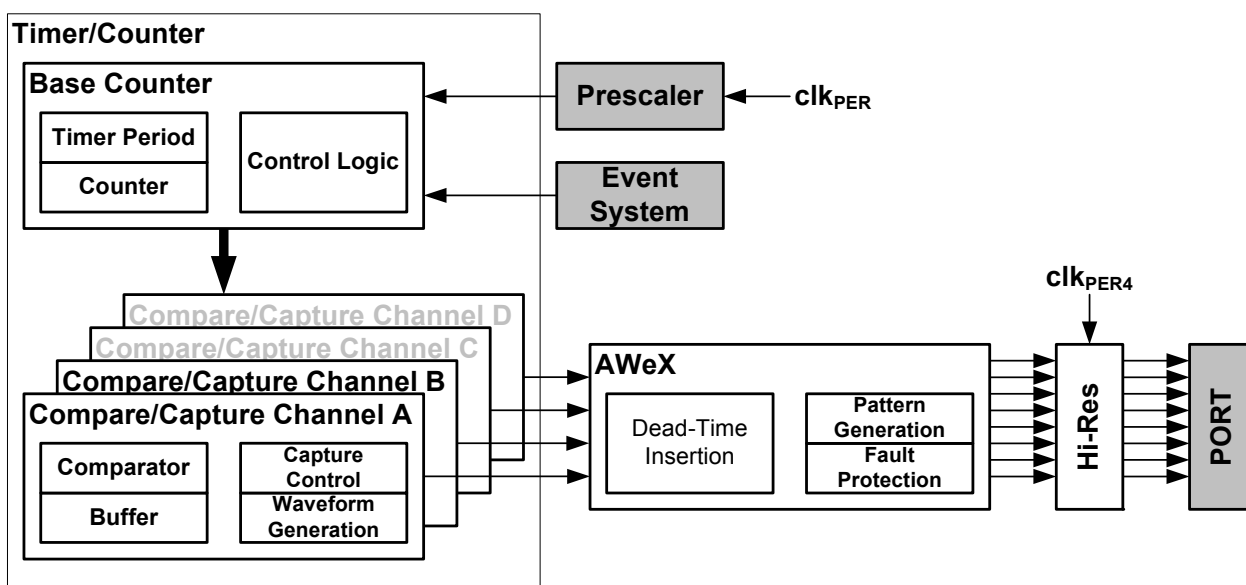 Timer/Counter
Base Counter
Timer Period
Counter
Control Logic
Prescaler
clkPER
Event
System
Compare/Capture Channel D
Compare/Capture Channel C
Compare/Capture Channel B
Compare/Capture Channel A
Comparator
Buffer
Capture
Control
Waveform
Generation
AWeX
Dead-Time
Insertion
Pattern
Generation
Fault
Protection
clkPER4
Hi-Res
PORT